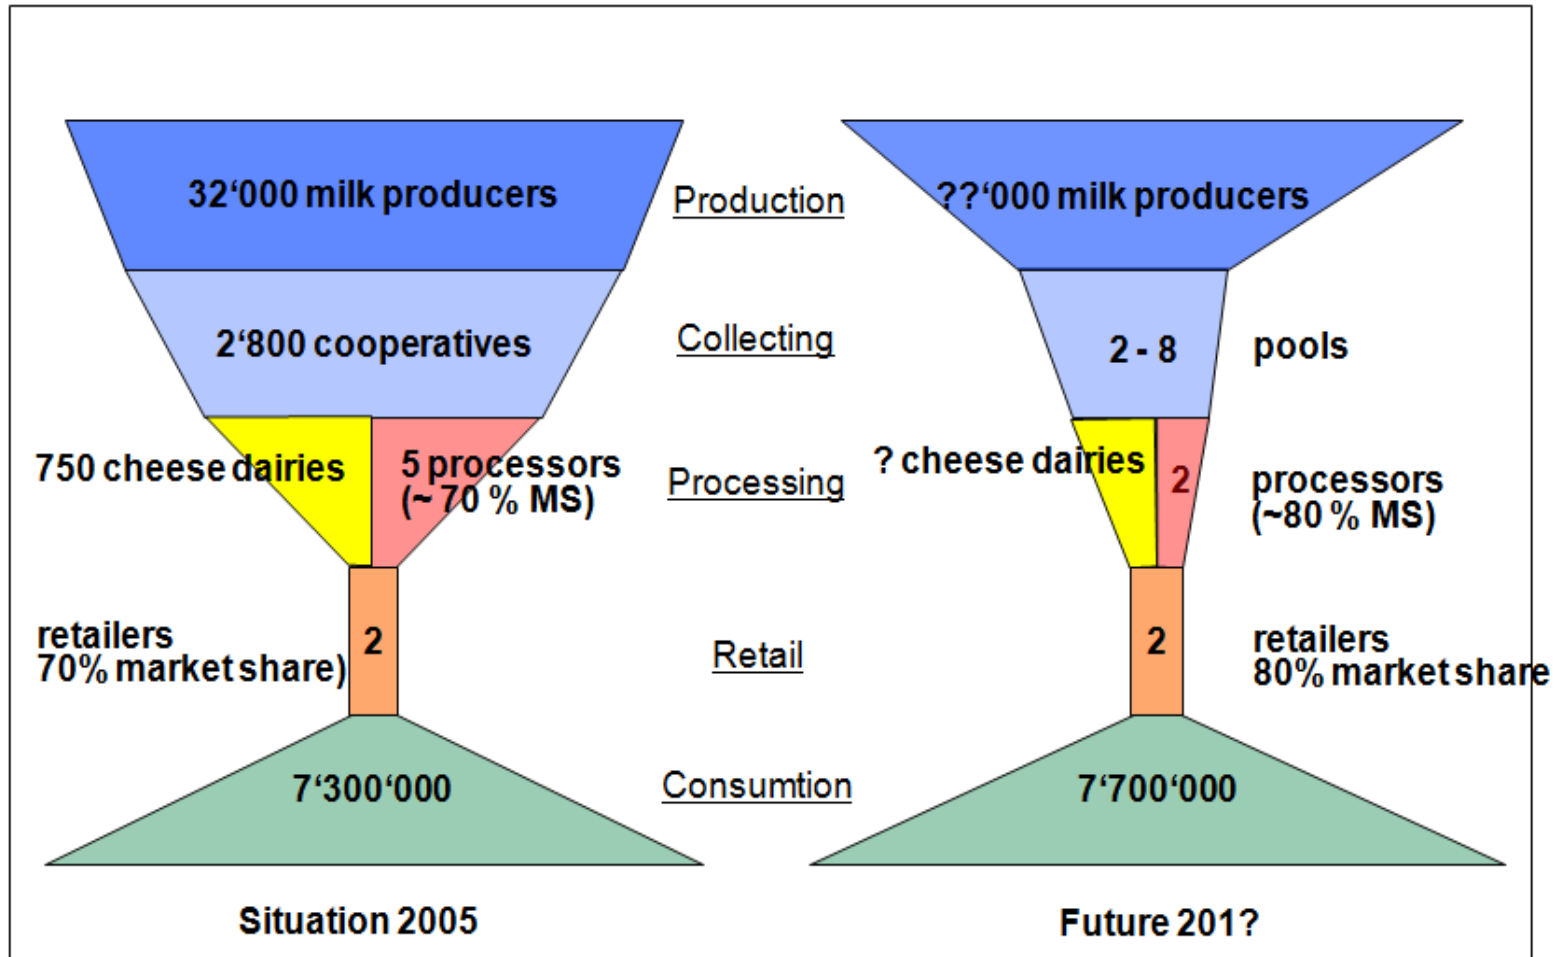 32‘000 milk producers
Production
??‘000 milk producers
2‘800 cooperatives
Collecting
2 - 8
pools
750 cheese dairies
5 processors
(~ 70 % MS)
Processing
? cheese dairies
2
processors
(~80 % MS)
retailers
70% market share)
2
Retail
2
retailers
80% market share
7‘300‘000
Consumtion
7‘700‘000
Situation 2005
Future 201?